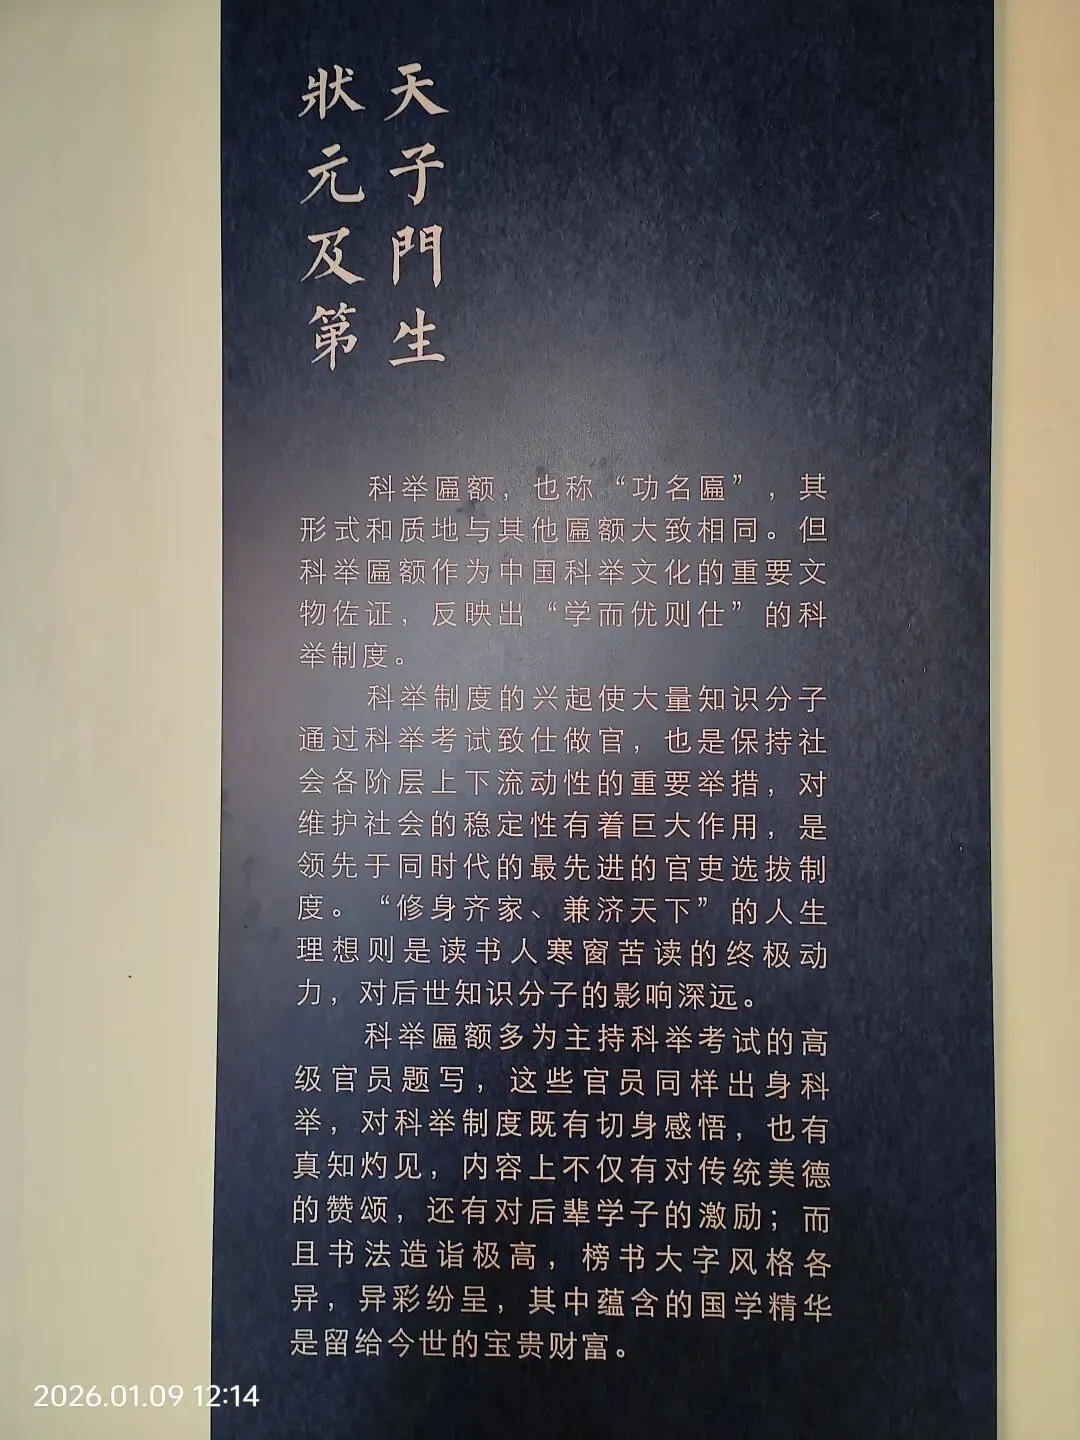 天子門生
狀元及第
科举匾额，也称“功名匾”，其
形式和质地与其他匾额大致相同。但
科举匾额作为中国科举文化的重要文
物佐证，反映出“学而优则仕”的科
举制度。
科举制度的兴起使大量知识分子
通过科举考试致仕做官，也是保持社
会各阶层上下流动性的重要举措，对
维护社会的稳定性有着巨大作用，是
领先于同时代的最先进的官吏选拔制
度。“修身齐家、兼济天下”的人生
理想则是读书人寒窗苦读的终极动
力，对后世知识分子的影响深远。
科举匾额多为主持科举考试的高
级官员题写，这些官员同样出身科
举，对科举制度既有切身感悟，也有
真知灼见，内容上不仅有对传统美德
的赞颂，还有对后辈学子的激励；而
且书法造诣极高，榜书大字风格各
异，异彩纷呈，其中蕴含的国学精华
是留给今世的宝贵财富。
2026.01.09 12:14